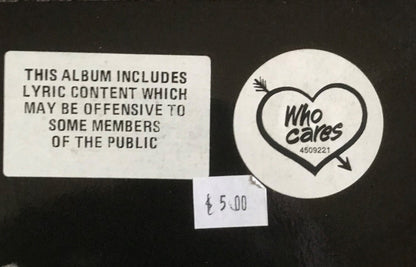 THIS ALBUM INCLUDES
LYRIC CONTENT WHICH
MAY BE OFFENSIVE TO
SOME MEMBERS
OF THE PUBLIC
Who
cares
4509221
£ 5.00